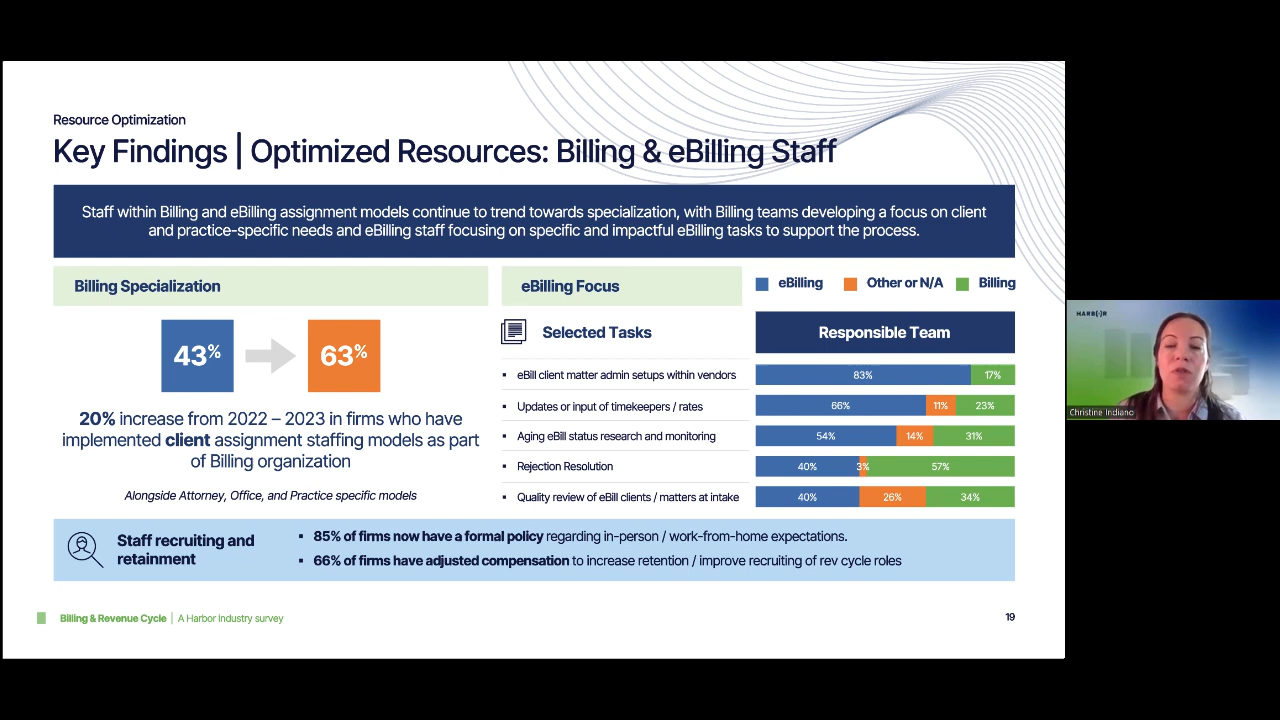 Resource Optimization
Key Findings | Optimized Resources: Billing & eBilling Staff
Staff within Billing and eBilling assignment models continue to trend towards specialization, with Billing teams developing a focus on client
and practice-specific needs and eBilling staff focusing on specific and impactful eBilling tasks to support the process.
Billing Specialization
43%
63%
20% increase from 2022 – 2023 in firms who have
implemented client assignment staffing models as part
of Billing organization
Alongside Attorney, Office, and Practice specific models
eBilling Focus
eBilling Other or N/A Billing
Selected Tasks
Responsible Team
▪ eBill client matter admin setups within vendors 83% 17%
▪ Updates or input of timekeepers / rates 66% 11% 23%
▪ Aging eBill status research and monitoring 54% 14% 31%
▪ Rejection Resolution 40% 3% 57%
▪ Quality review of eBill clients / matters at intake 40% 26% 34%
Staff recruiting and
retainment
▪ 85% of firms now have a formal policy regarding in-person / work-from-home expectations.
▪ 66% of firms have adjusted compensation to increase retention / improve recruiting of rev cycle roles
Billing & Revenue Cycle | A Harbor industry survey
19
HARB[·]R
Christine Indiano